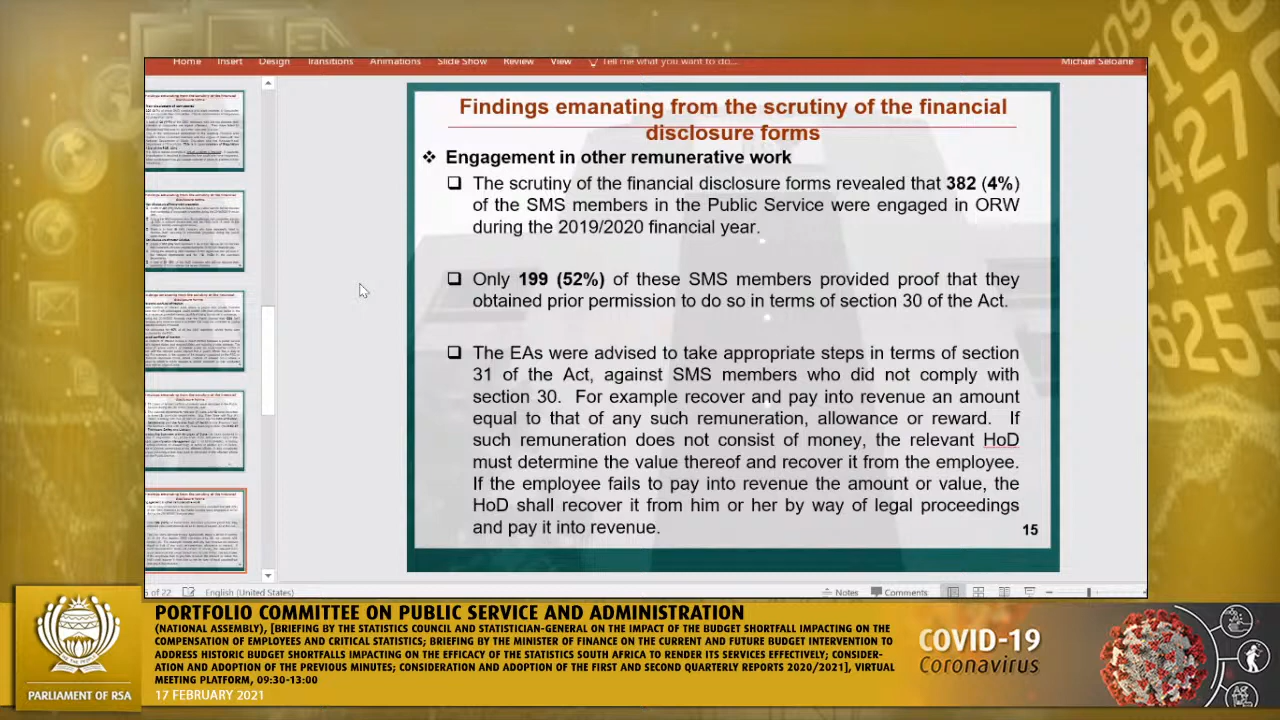 Home Insert Design Transitions Animations Slide Show Review View Tell me what you want to do... Michael Seloane
Findings emanating from the scrutiny of the financial
disclosure forms
Engagement in other remunerative work
The scrutiny of the financial disclosure forms revealed that 382 (4%)
of the SMS members in the Public Service were engaged in ORW
during the 2019/2020 financial year.
Only 199 (52%) of these SMS members provided proof that they
obtained prior permission to do so in terms of section 30 of the Act.
The EAs were advised to take appropriate steps in terms of section
31 of the Act, against SMS members who did not comply with
section 30. For example recover and pay into revenue an amount
equal to that of any such remuneration, allowance or reward. If
such remuneration does not consist of money, the relevant HoD
must determine the value thereof and recover it from the employee.
If the employee fails to pay into revenue the amount or value, the
HoD shall recover it from him or her by way of legal proceedings
and pay it into revenue.
15
of 22 English (United States) Notes Comments
PORTFOLIO COMMITTEE ON PUBLIC SERVICE AND ADMINISTRATION
(NATIONAL ASSEMBLY), [BRIEFING BY THE STATISTICS COUNCIL AND STATISTICIAN-GENERAL ON THE IMPACT OF THE BUDGET SHORTFALL IMPACTING ON THE
COMPENSATION OF EMPLOYEES AND CRITICAL STATISTICS; BRIEFING BY THE MINISTER OF FINANCE ON THE CURRENT AND FUTURE BUDGET INTERVENTION TO
ADDRESS HISTORIC BUDGET SHORTFALLS IMPACTING ON THE EFFICACY OF THE STATISTICS SOUTH AFRICA TO RENDER ITS SERVICES EFFECTIVELY; CONSIDER-
ATION AND ADOPTION OF THE PREVIOUS MINUTES; CONSIDERATION AND ADOPTION OF THE FIRST AND SECOND QUARTERLY REPORTS 2020/2021], VIRTUAL
MEETING PLATFORM, 09:30-13:00
17 FEBRUARY 2021
PARLIAMENT OF RSA
COVID-19
Coronavirus